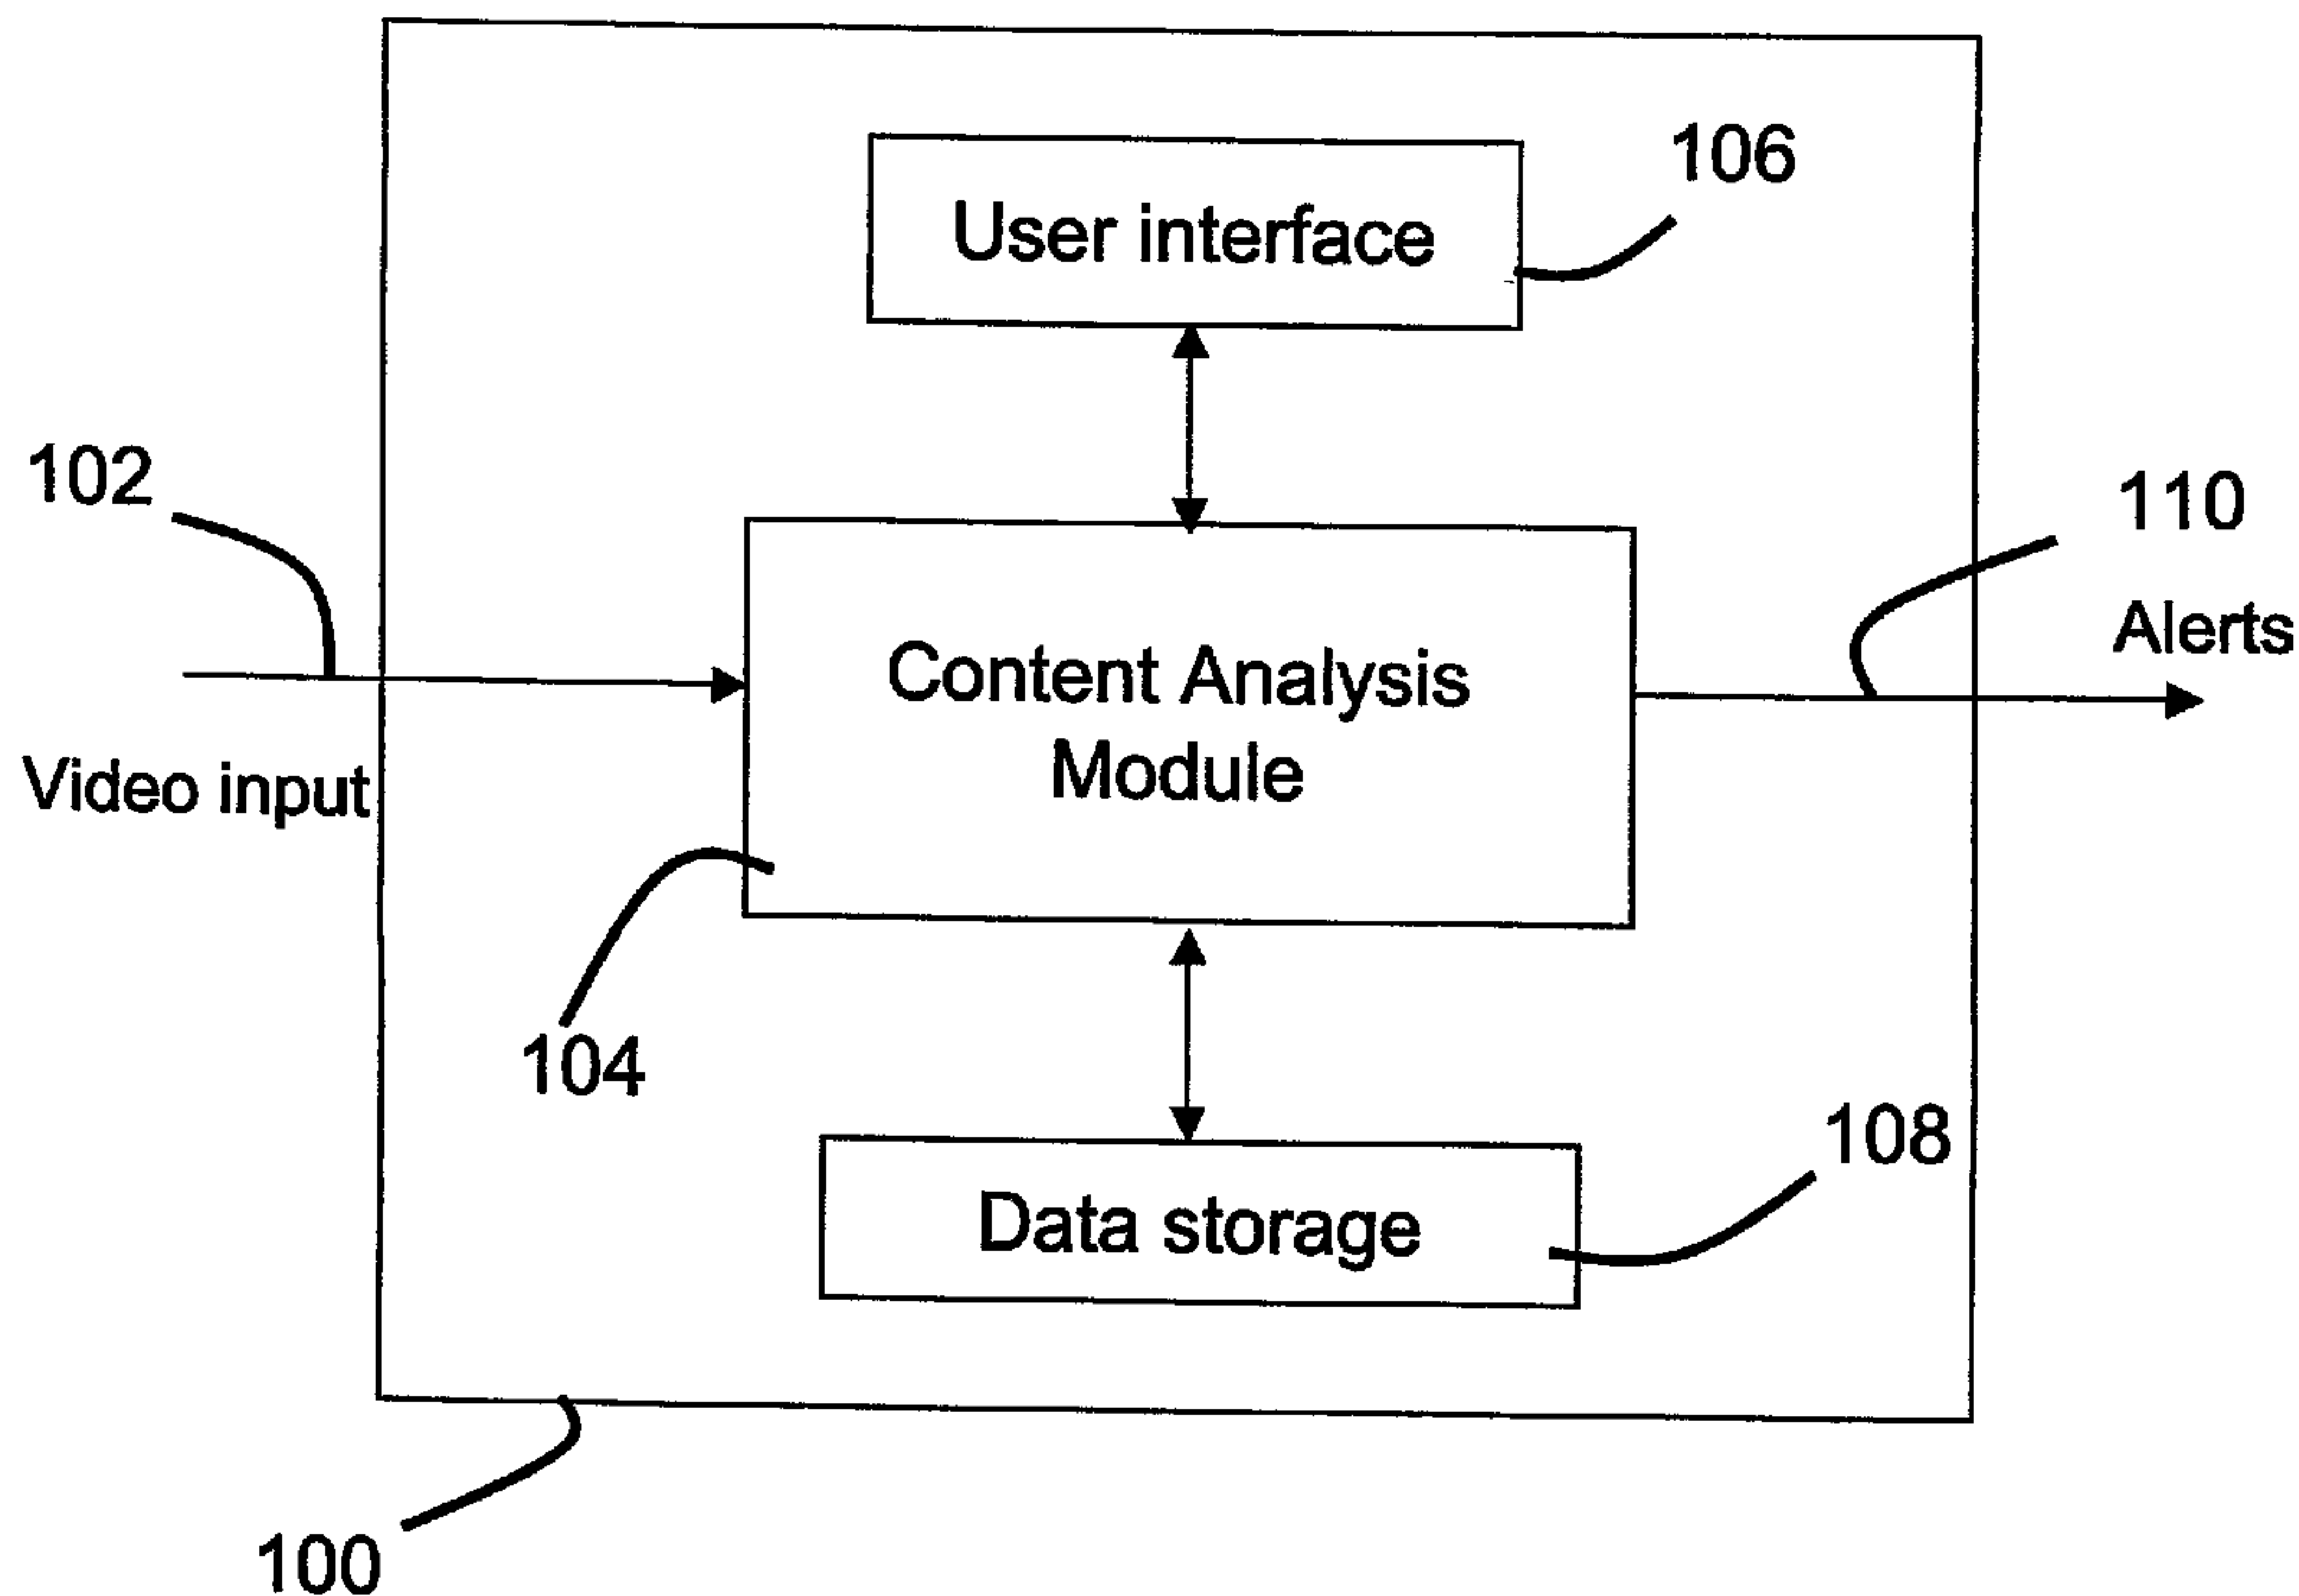 106
User interface
102
110
Alerts
Content Analysis
Module
Video input
104
108
Data storage
100